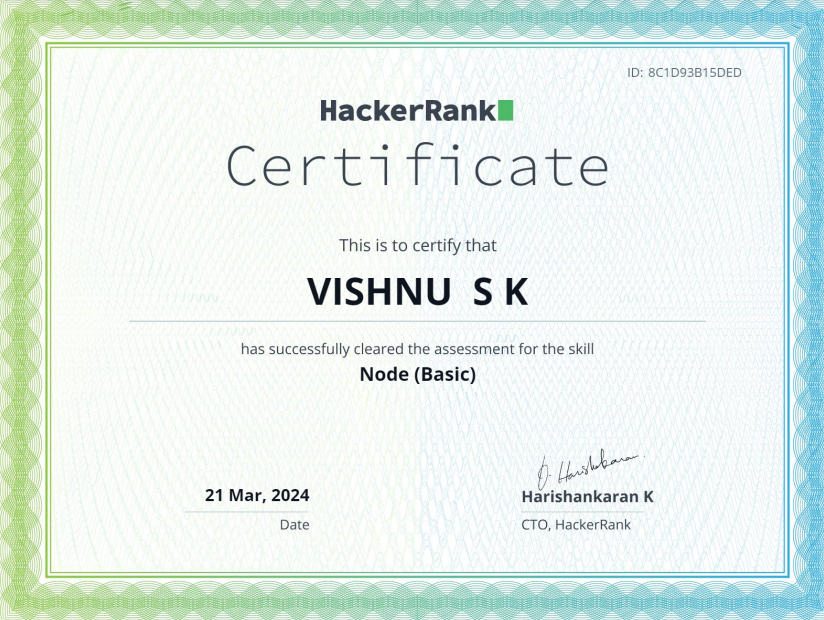 ID: 8C1D93B15DED
HackerRank
Certificate
This is to certify that
VISHNU S K
has successfully cleared the assessment for the skill
Node (Basic)
21 Mar, 2024
Date
Harishankaran K
CTO, HackerRank